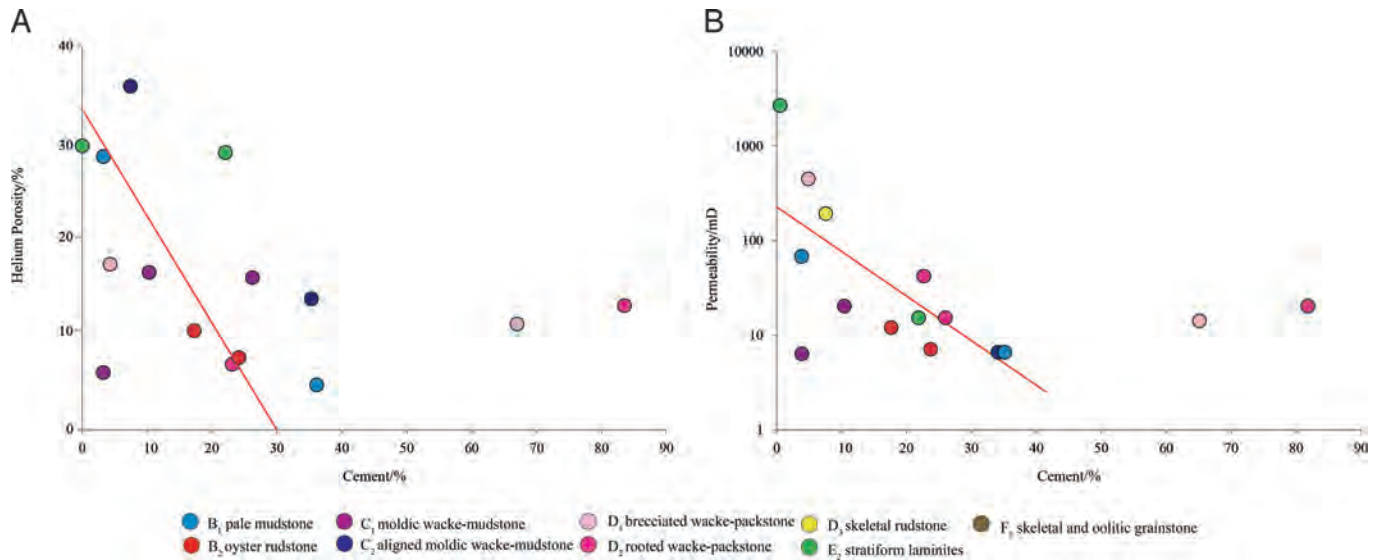 A
B
40
30
20
10
0
Helium Porosity/%
0 10 20 30 40 50 60 70 80 90
Cement/%
10000
1000
100
10
1
Permeability/mD
0 10 20 30 40 50 60 70 80 90
Cement/%
B₁ pale mudstone
C₁ moldic wacke-mudstone
D₁ brecciated wacke-packstone
D₃ skeletal rudstone
B₂ oyster rudstone
C₂ aligned moldic wacke-mudstone
D₂ rooted wacke-packstone
E₂ stratiform laminites
skeletal and oolitic grainstone